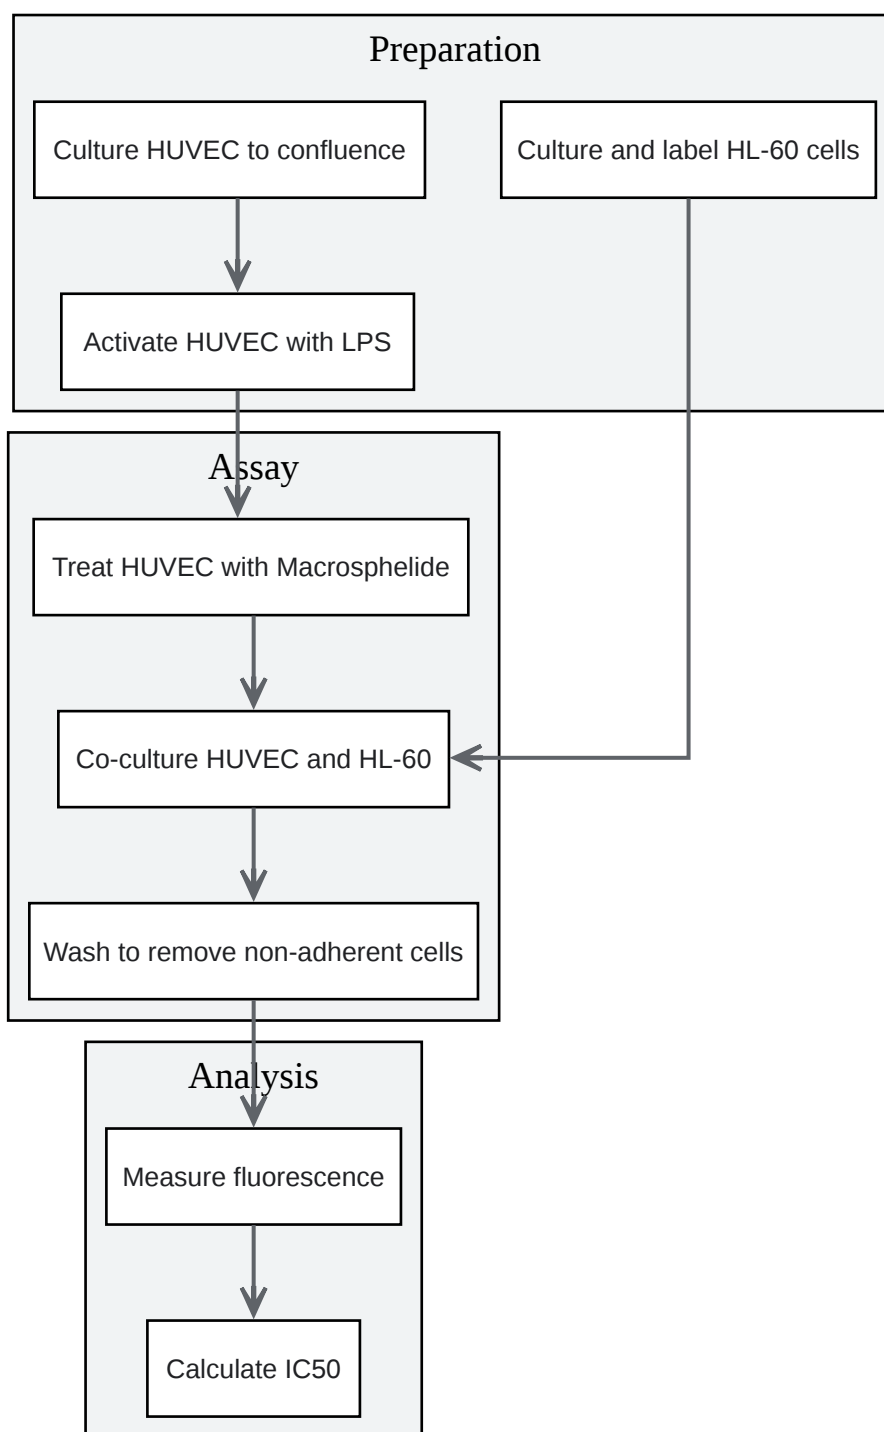 Preparation
Culture HUVEC to confluence
Culture and label HL-60 cells
Activate HUVEC with LPS
Assay
Treat HUVEC with Macrosphelide
Co-culture HUVEC and HL-60
Wash to remove non-adherent cells
Analysis
Measure fluorescence
Calculate IC50